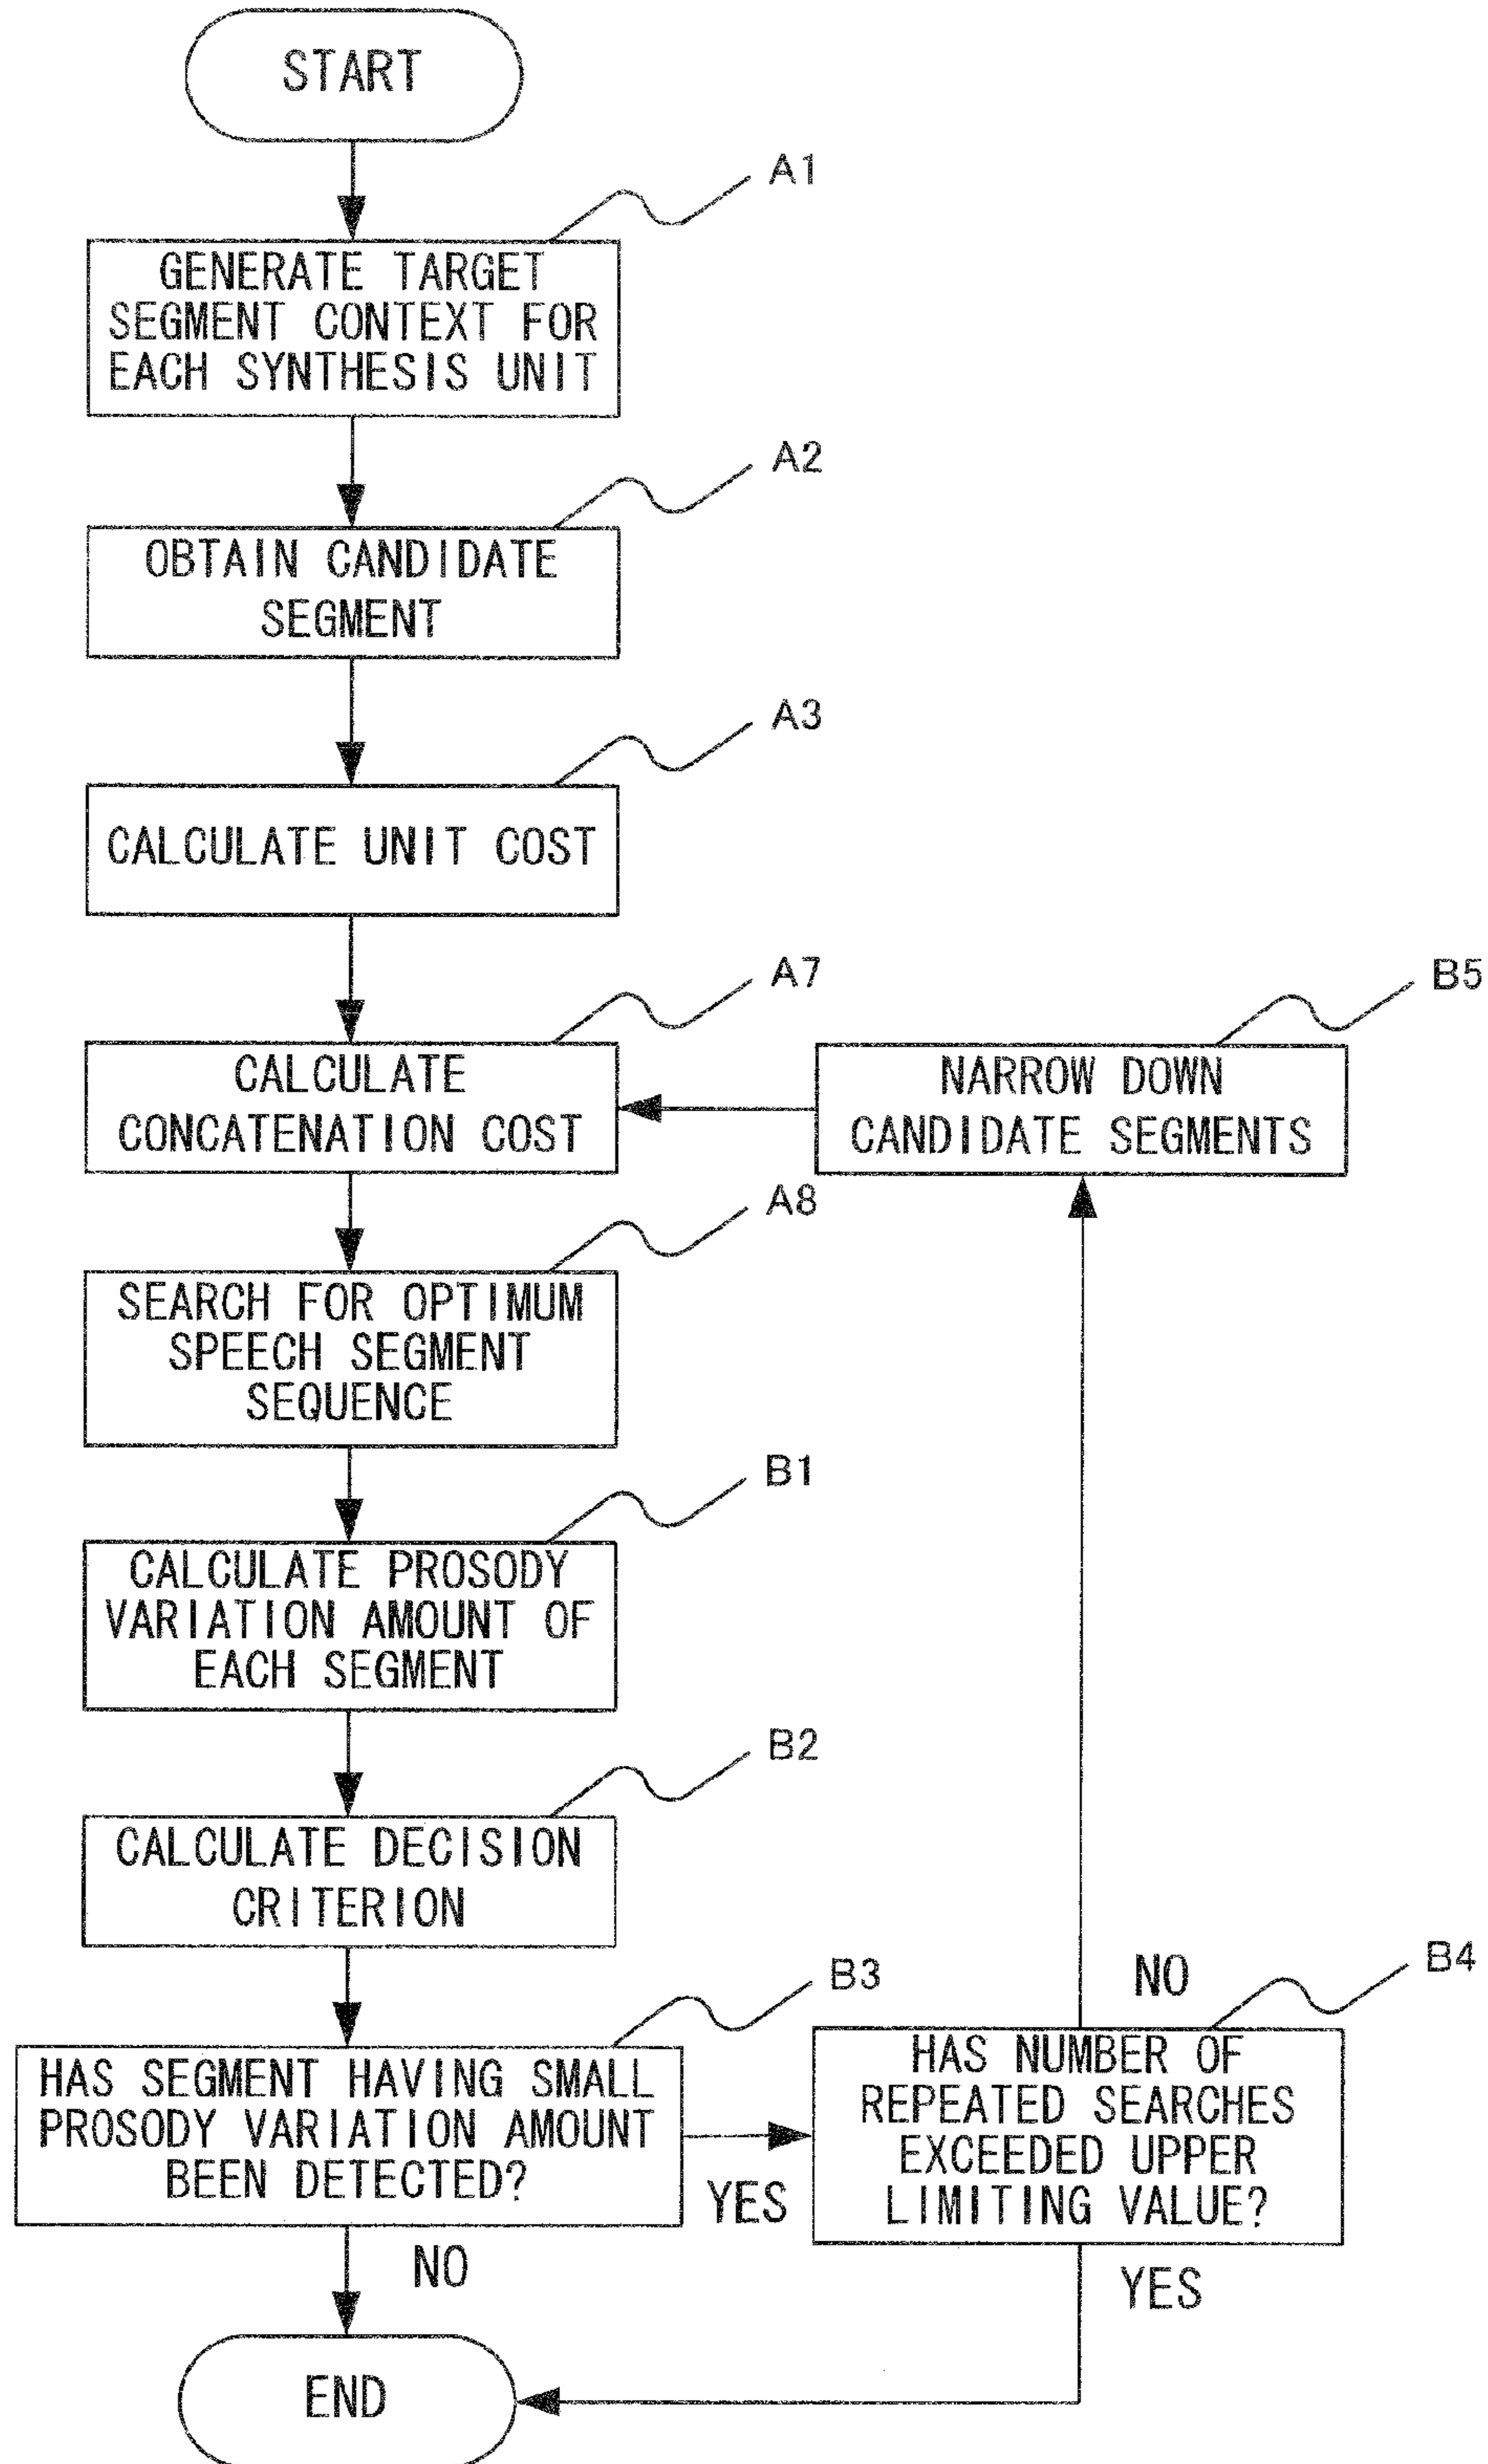 START
A1
GENERATE TARGET
SEGMENT CONTEXT FOR
EACH SYNTHESIS UNIT
A2
OBTAIN CANDIDATE
SEGMENT
A3
CALCULATE UNIT COST
A7
CALCULATE
CONCATENATION COST
B5
NARROW DOWN
CANDIDATE SEGMENTS
A8
SEARCH FOR OPTIMUM
SPEECH SEGMENT
SEQUENCE
B1
CALCULATE PROSODY
VARIATION AMOUNT OF
EACH SEGMENT
B2
CALCULATE DECISION
CRITERION
B3
HAS SEGMENT HAVING SMALL
PROSODY VARIATION AMOUNT
BEEN DETECTED?
YES
NO
B4
NO
HAS NUMBER OF
REPEATED SEARCHES
EXCEEDED UPPER
LIMITING VALUE?
YES
END